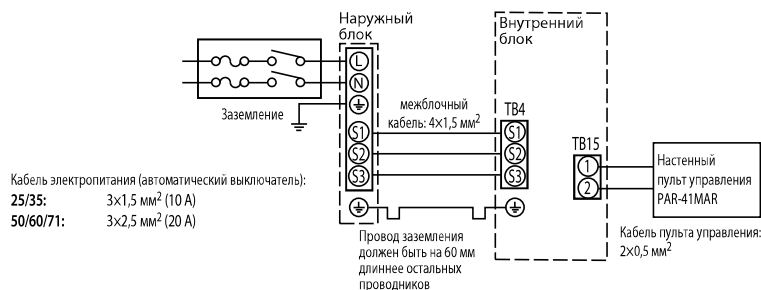 Наружный
блок
Внутренний
блок
L
N
Заземление
межблочный
кабель: 4×1,5 мм²
TB4
S1
S2
S3
S1
S2
S3
TB15
1
2
Настенный
пульт управления
PAR-41MAR
Кабель электропитания (автоматический выключатель):
25/35: 3×1,5 мм² (10 А)
50/60/71: 3×2,5 мм² (20 А)
Провод заземления
должен быть на 60 мм
длиннее остальных
проводников
Кабель пульта управления:
2×0,5 мм²